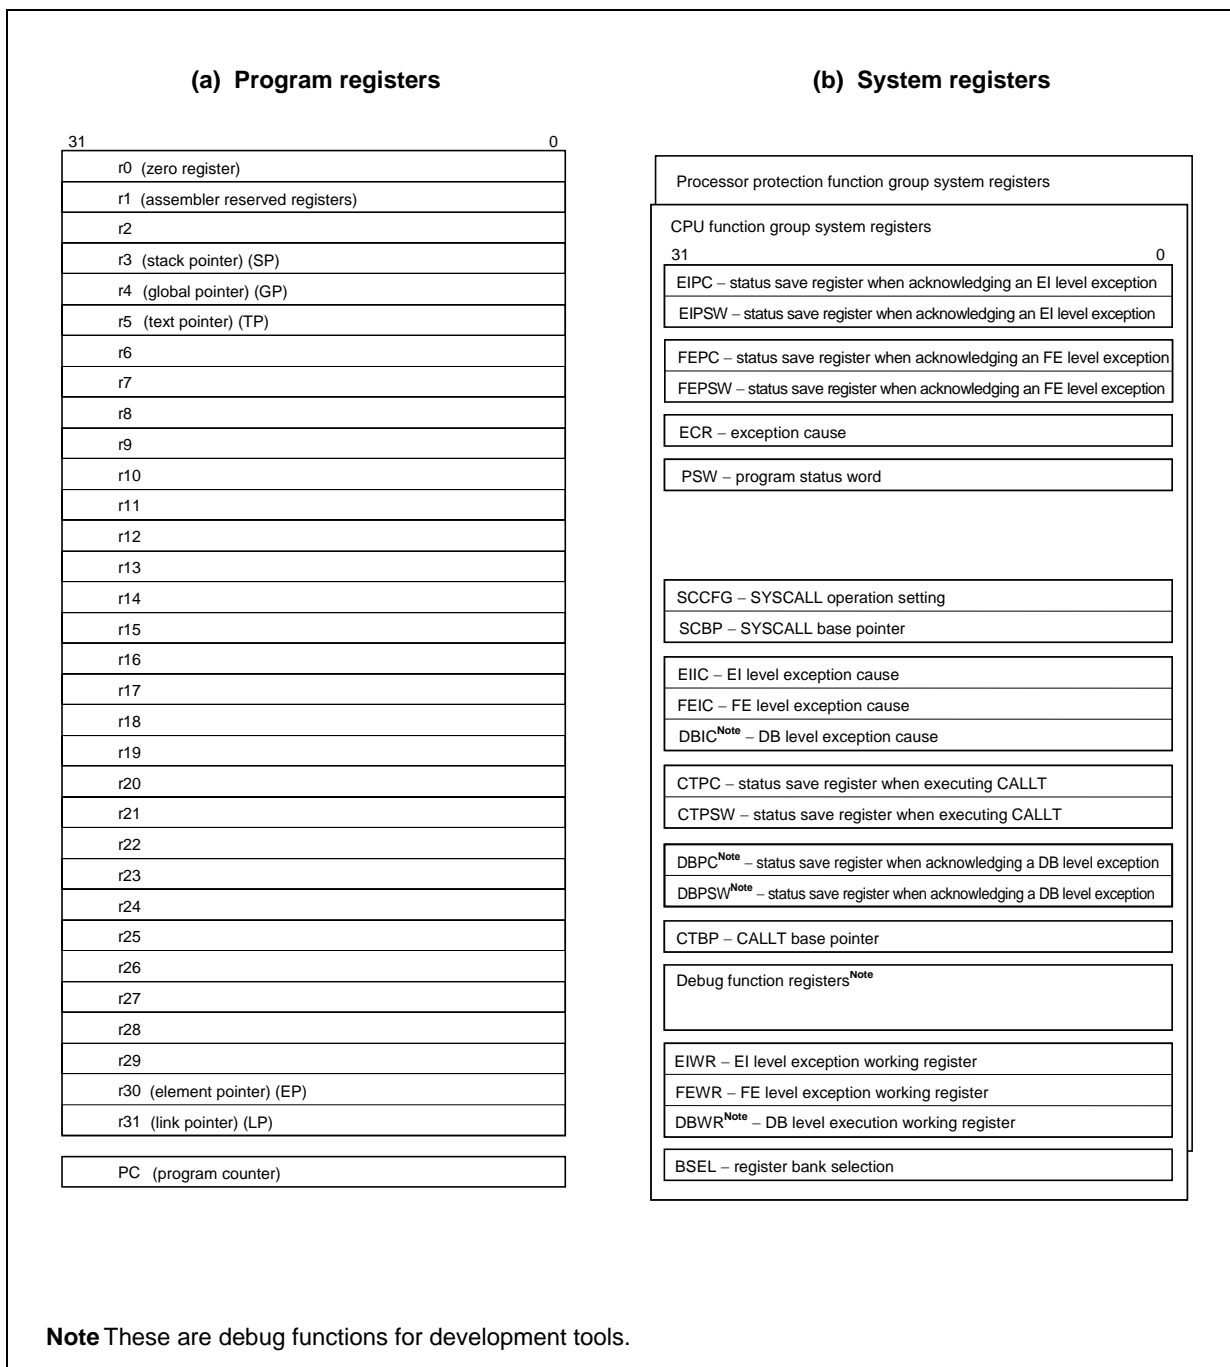 (a) Program registers
31 0
r0 (zero register)
r1 (assembler reserved registers)
r2
r3 (stack pointer) (SP)
r4 (global pointer) (GP)
r5 (text pointer) (TP)
r6
r7
r8
r9
r10
r11
r12
r13
r14
r15
r16
r17
r18
r19
r20
r21
r22
r23
r24
r25
r26
r27
r28
r29
r30 (element pointer) (EP)
r31 (link pointer) (LP)
PC (program counter)
(b) System registers
Processor protection function group system registers
CPU function group system registers
31 0
EIPC – status save register when acknowledging an EI level exception
EIPSW – status save register when acknowledging an EI level exception
FEPC – status save register when acknowledging an FE level exception
FEPSW – status save register when acknowledging an FE level exception
ECR – exception cause
PSW – program status word
SCCFG – SYSCALL operation setting
SCBP – SYSCALL base pointer
EIIC – EI level exception cause
FEIC – FE level exception cause
DBIC Note – DB level exception cause
CTPC – status save register when executing CALLT
CTPSW – status save register when executing CALLT
DBPC Note – status save register when acknowledging a DB level exception
DBPSW Note – status save register when acknowledging a DB level exception
CTBP – CALLT base pointer
Debug function registers Note
EIWR – EI level exception working register
FEWR – FE level exception working register
DBWR Note – DB level execution working register
BSEL – register bank selection
Note These are debug functions for development tools.